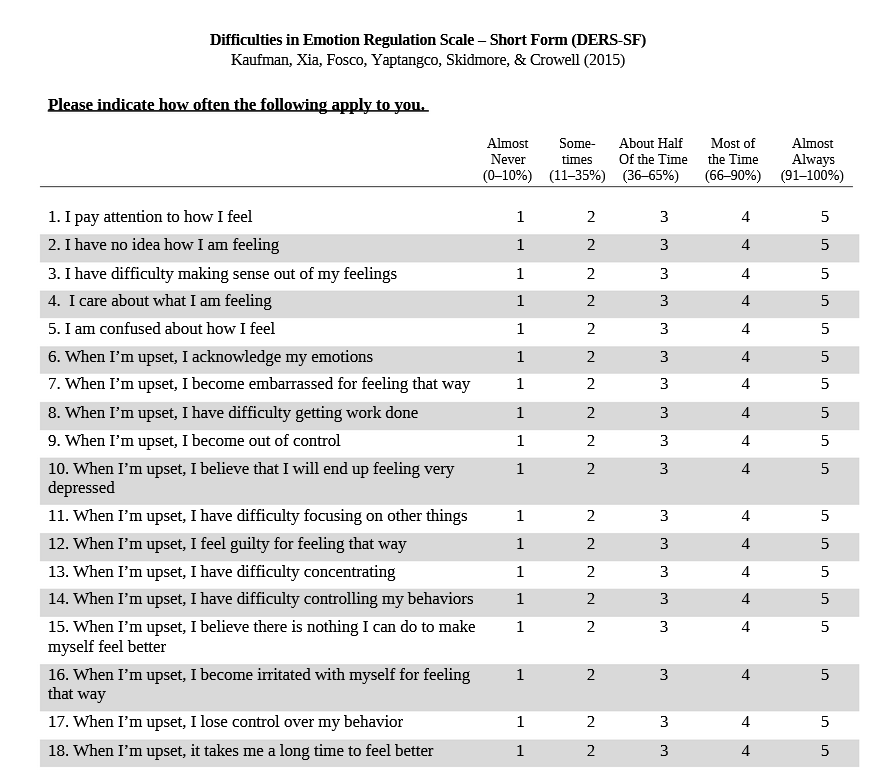 Difficulties in Emotion Regulation Scale – Short Form (DERS-SF)
Kaufman, Xia, Fosco, Yaptangco, Skidmore, & Crowell (2015)
Please indicate how often the following apply to you.
Almost Some- About Half Most of Almost
Never times Of the Time the Time Always
(0–10%) (11–35%) (36–65%) (66–90%) (91–100%)
1. I pay attention to how I feel 1 2 3 4 5
2. I have no idea how I am feeling 1 2 3 4 5
3. I have difficulty making sense out of my feelings 1 2 3 4 5
4.  I care about what I am feeling 1 2 3 4 5
5. I am confused about how I feel 1 2 3 4 5
6. When I’m upset, I acknowledge my emotions 1 2 3 4 5
7. When I’m upset, I become embarrassed for feeling that way 1 2 3 4 5
8. When I’m upset, I have difficulty getting work done 1 2 3 4 5
9. When I’m upset, I become out of control 1 2 3 4 5
10. When I’m upset, I believe that I will end up feeling very 1 2 3 4 5
depressed
11. When I’m upset, I have difficulty focusing on other things 1 2 3 4 5
12. When I’m upset, I feel guilty for feeling that way 1 2 3 4 5
13. When I’m upset, I have difficulty concentrating 1 2 3 4 5
14. When I’m upset, I have difficulty controlling my behaviors 1 2 3 4 5
15. When I’m upset, I believe there is nothing I can do to make 1 2 3 4 5
myself feel better
16. When I’m upset, I become irritated with myself for feeling 1 2 3 4 5
that way
17. When I’m upset, I lose control over my behavior 1 2 3 4 5
18. When I’m upset, it takes me a long time to feel better 1 2 3 4 5